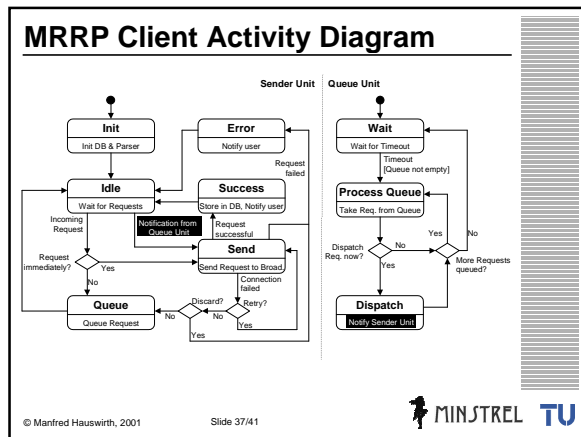 MRRP Client Activity Diagram
Sender Unit
Queue Unit
Init
Init DB & Parser
Error
Notify user
Request
failed
Idle
Wait for Requests
Success
Store in DB, Notify user
Incoming
Request
Notification from
Queue Unit
Request
successful
Request
immediately?
Yes
No
Send
Send Request to Broad.
Connection
failed
Queue
Queue Request
Discard?
No
Yes
Retry?
No
Yes
Wait
Wait for Timeout
Timeout
[Queue not empty]
Process Queue
Take Req. from Queue
Dispatch
Req. now?
No
Yes
Yes
No
More Requests
queued?
Dispatch
Notify Sender Unit
© Manfred Hauswirth, 2001
Slide 37/41
MINSTREL
TU